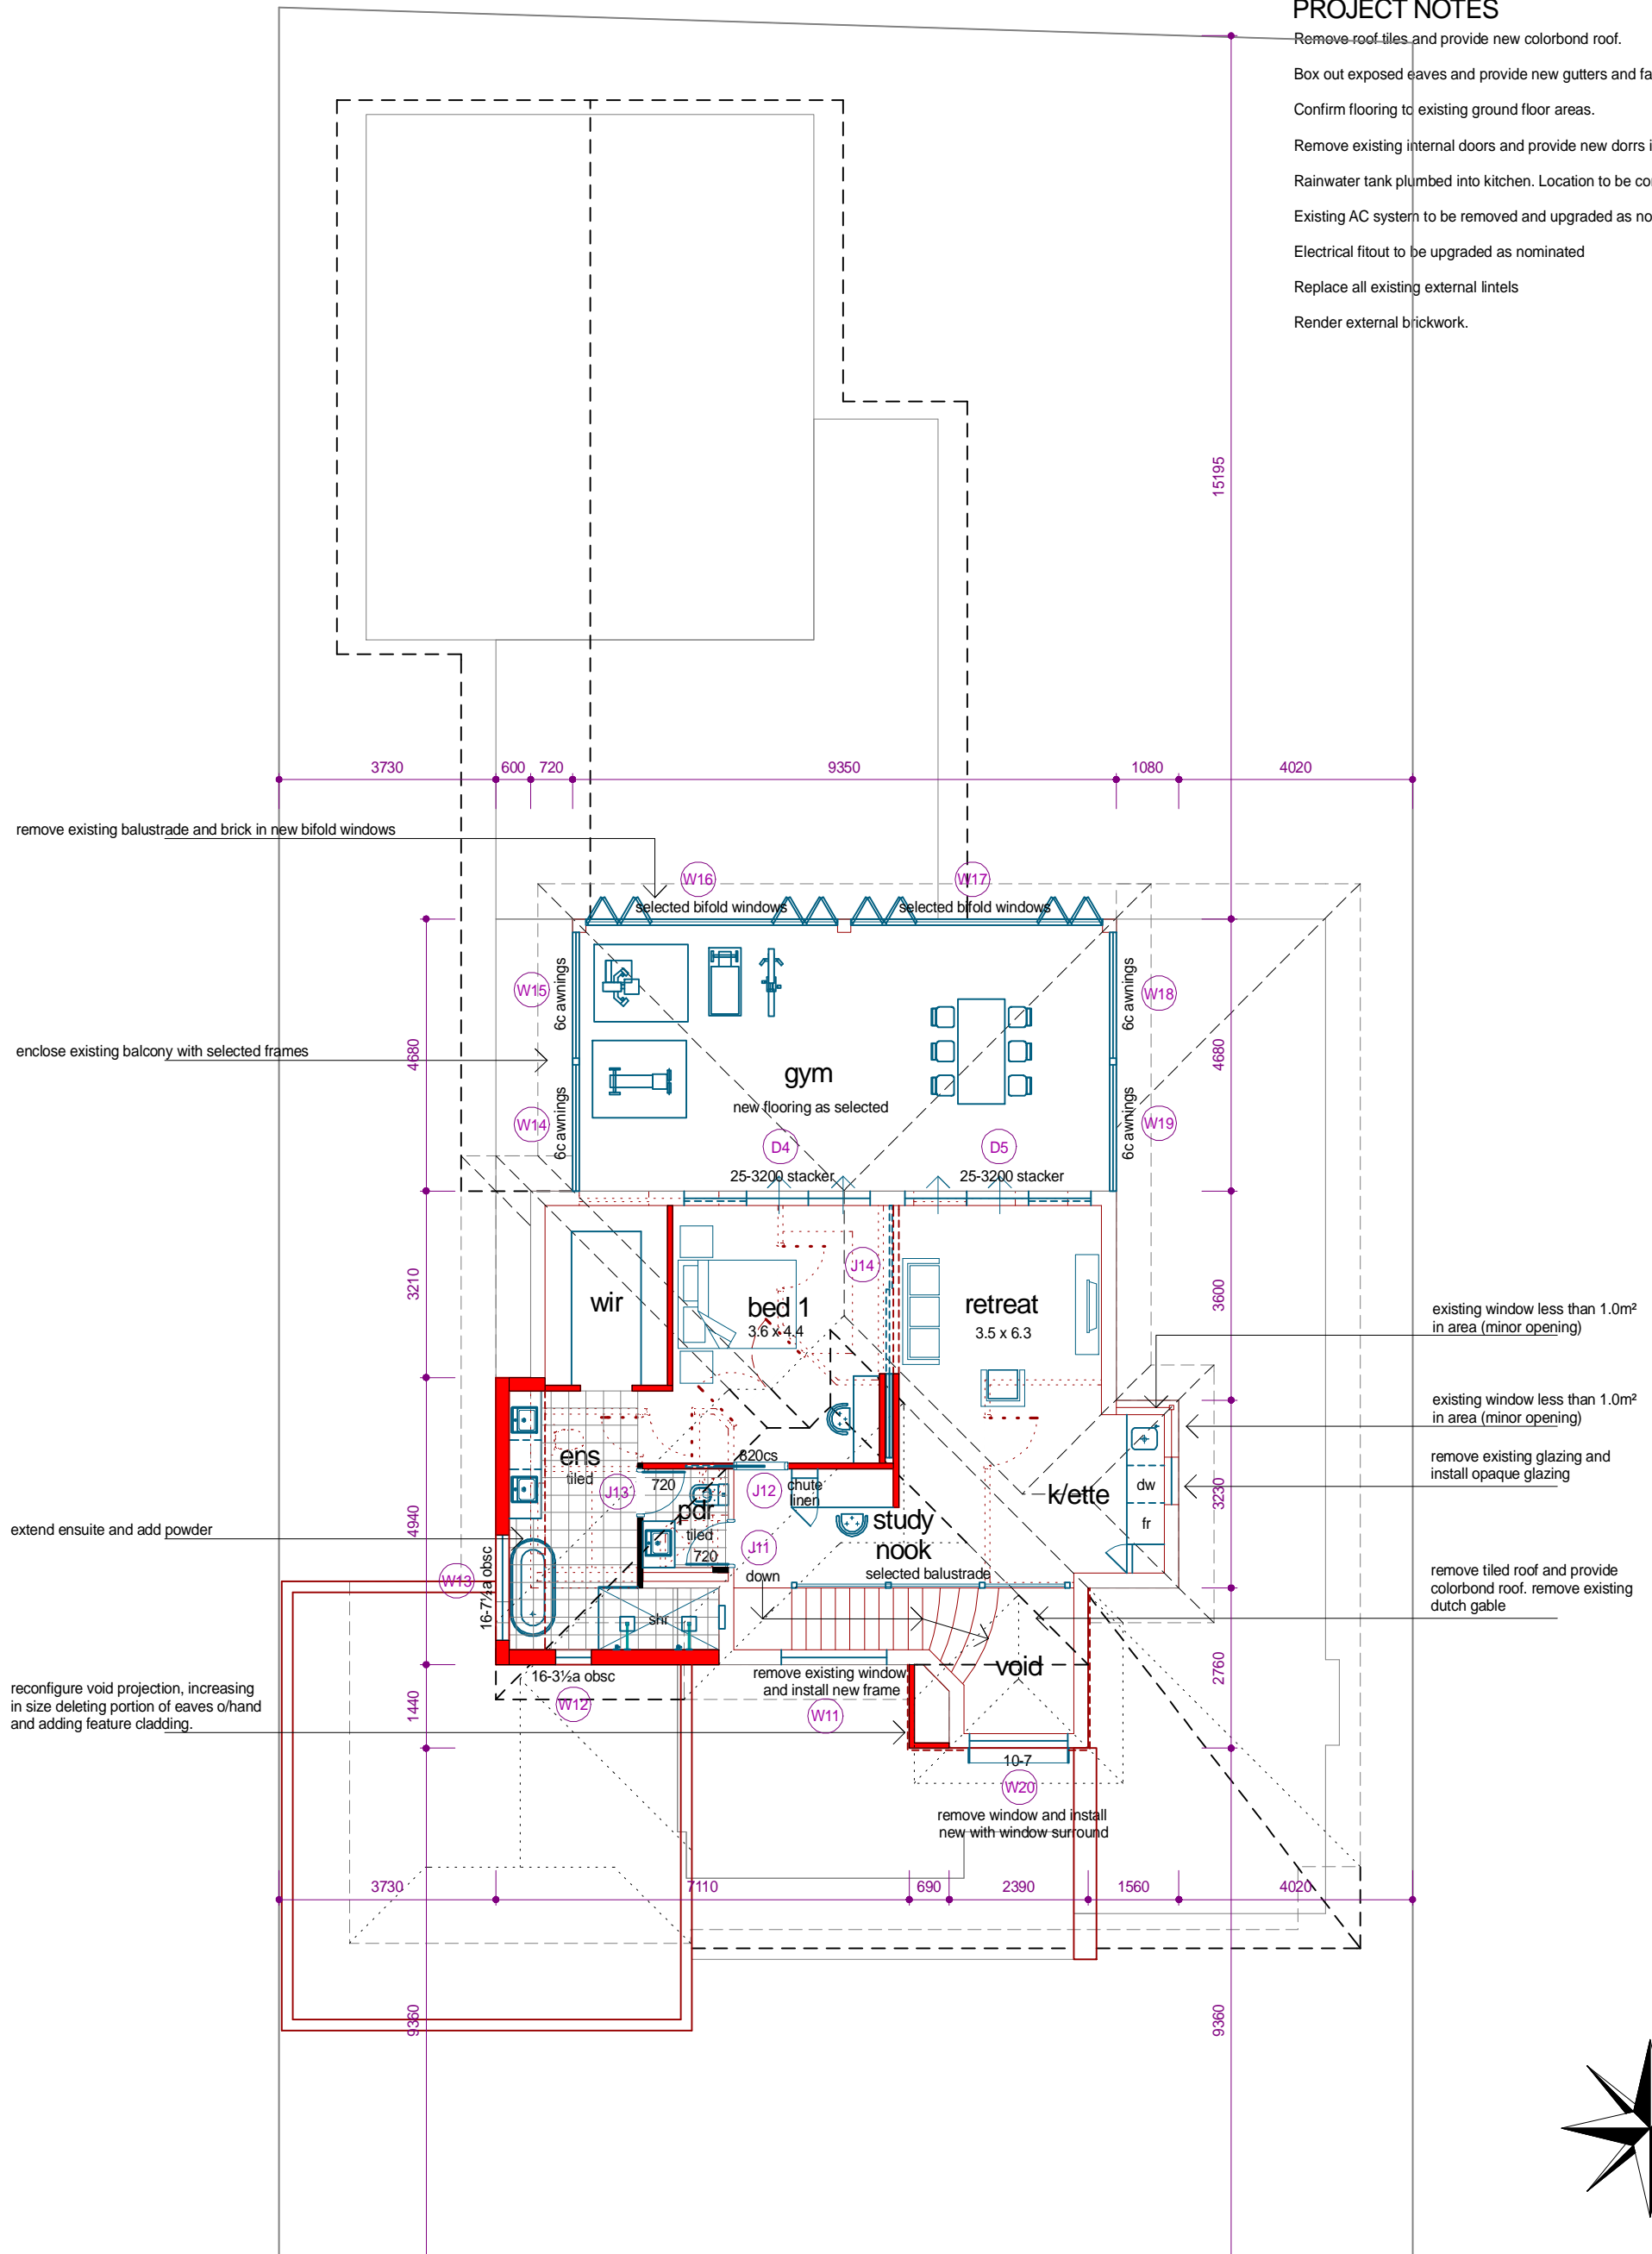 PROJECT NOTES
Remove roof tiles and provide new colorbond roof.
Box out exposed eaves and provide new gutters and fa
Confirm flooring to existing ground floor areas.
Remove existing internal doors and provide new dorrs i
Rainwater tank plumbed into kitchen. Location to be co
Existing AC system to be removed and upgraded as no
Electrical fitout to be upgraded as nominated
Replace all existing external lintels
Render external brickwork.
15195
3730
600
720
9350
1080
4020
remove existing balustrade and brick in new bifold windows
W16
W17
selected bifold windows
selected bifold windows
W15
6c awnings
6c awnings
W18
enclose existing balcony with selected frames
4680
4680
gym
new flooring as selected
W14
6c awnings
6c awnings
W19
D4
D5
25-3200 stacker
25-3200 stacker
3210
3600
J14
wir
bed 1
3.6 x 4.4
retreat
3.5 x 6.3
existing window less than 1.0m²
in area (minor opening)
existing window less than 1.0m²
in area (minor opening)
remove existing glazing and
install opaque glazing
ens
tiled
820cs
J13
720
J12
chute
linen
k/ette
dw
3230
fr
pdr
tiled
study
nook
extend ensuite and add powder
4940
720
J11
down
selected balustrade
W13
16-7½a obsc
remove tiled roof and provide
colorbond roof. remove existing
dutch gable
shr
void
16-3½a obsc
W12
remove existing window
and install new frame
W11
reconfigure void projection, increasing
in size deleting portion of eaves o/hand
and adding feature cladding.
1440
2760
10-7
W20
remove window and install
new with window surround
3730
7110
690
2390
1560
4020
9360
9360